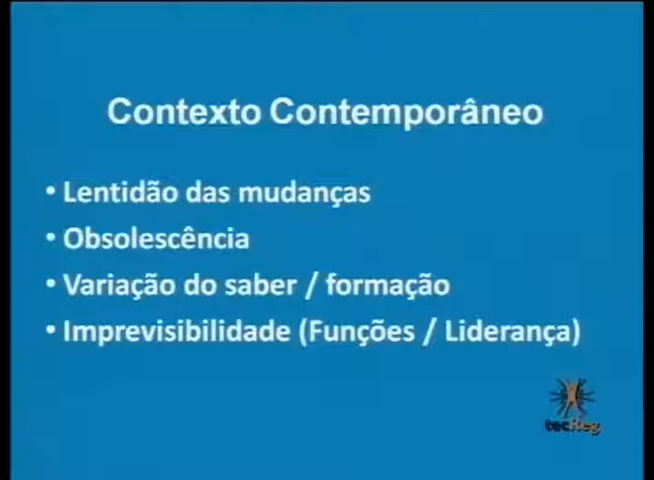 Contexto Contemporâneo
• Lentidão das mudanças
• Obsolescência
• Variação do saber / formação
• Imprevisibilidade (Funções / Liderança)
tecReg